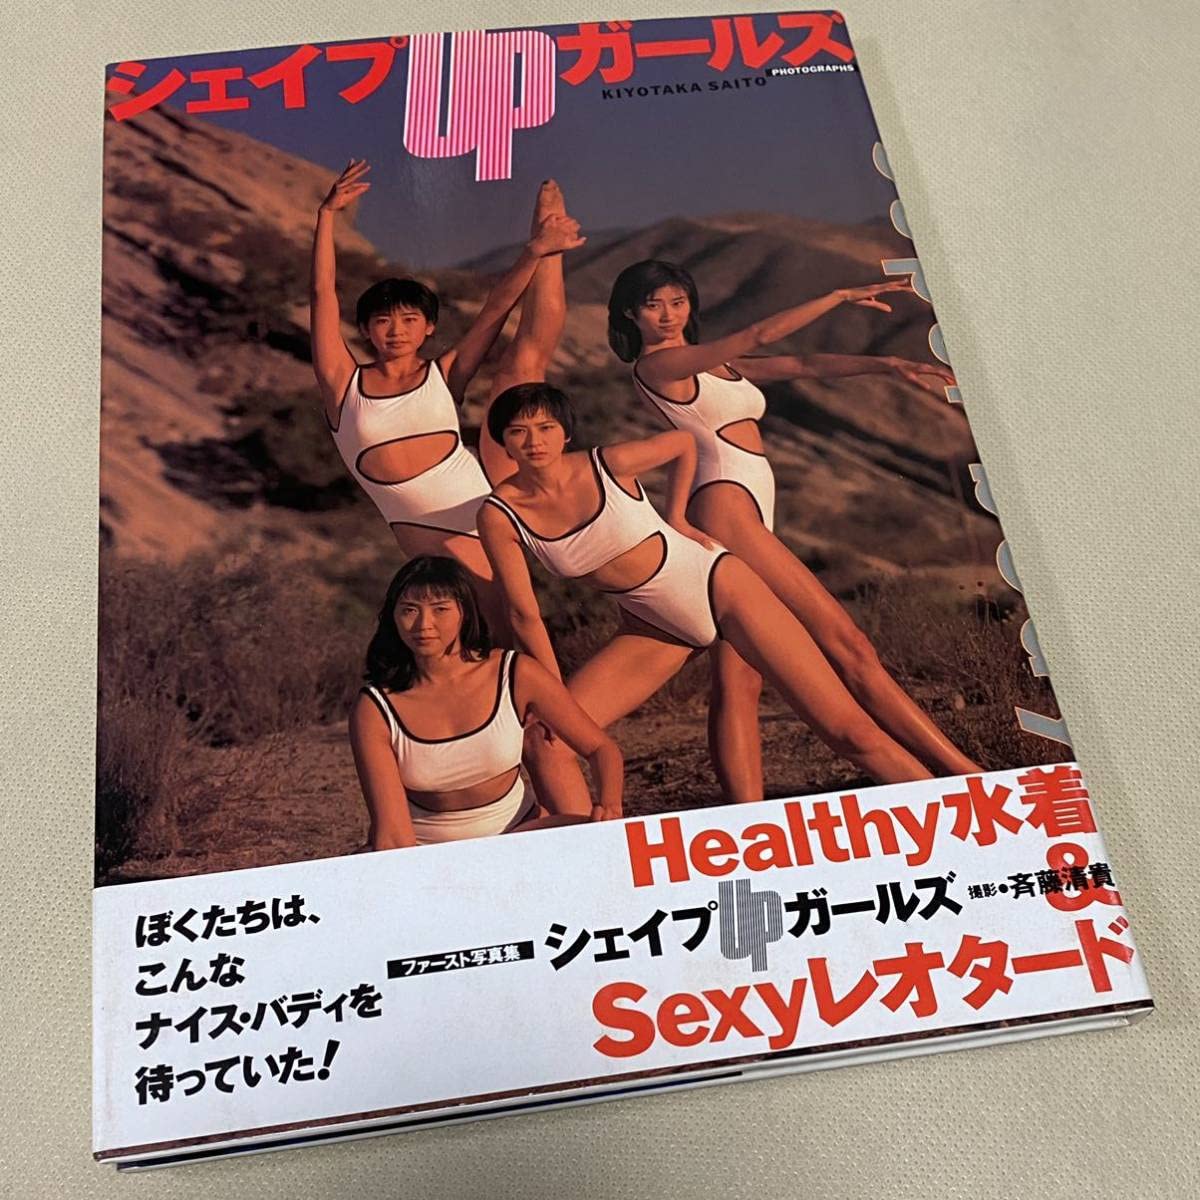 シェイプUPガールズ
KIYOTAKA SAITO PHOTOGRAPHS
Healthy水着
&
シェイプUPガールズ 撮影•斉藤清貴
Sexyレオタード
ファースト写真集
ぼくたちは、
こんな
ナイス・バディを
待っていた!